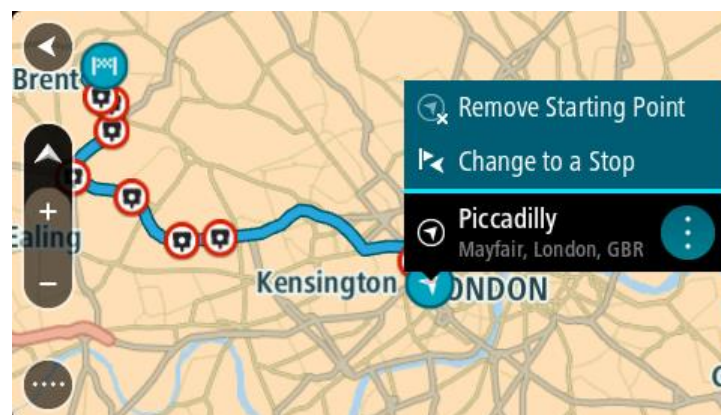 Brent
Remove Starting Point
Change to a Stop
Piccadilly
Mayfair, London, GBR
Ealing
Kensington
ONDON